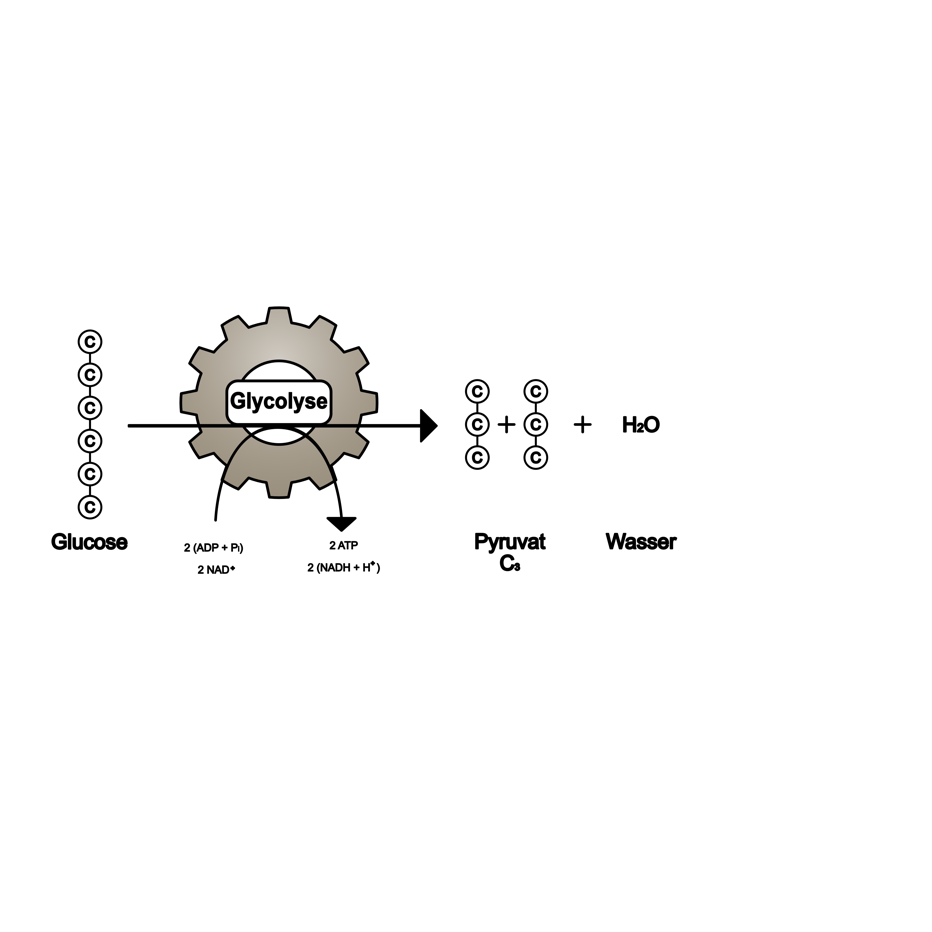 C
C
C
C
C
C
Glucose
Glycolyse
2 (ADP + Pi)
2 NAD+
2 ATP
2 (NADH + H+)
C C
C + C + H2O
C C
Pyruvat
C3
Wasser